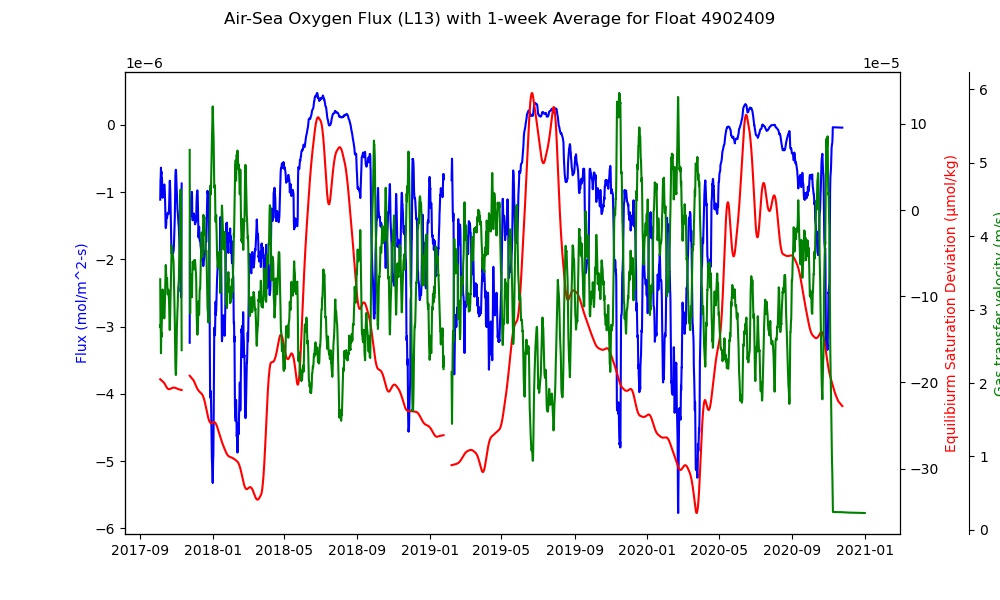 Air-Sea Oxygen Flux (L13) with 1-week Average for Float 4902409
1e−6
1e−5
0
−1
−2
−3
−4
−5
−6
Flux (mol/m^2-s)
2017-09 2018-01 2018-05 2018-09 2019-01 2019-05 2019-09 2020-01 2020-05 2020-09 2021-01
10
0
−10
−20
−30
Equilibiurm Saturation Deviation (μmol/kg)
6
5
4
3
2
1
0
Gas transfer velocity (m/s)